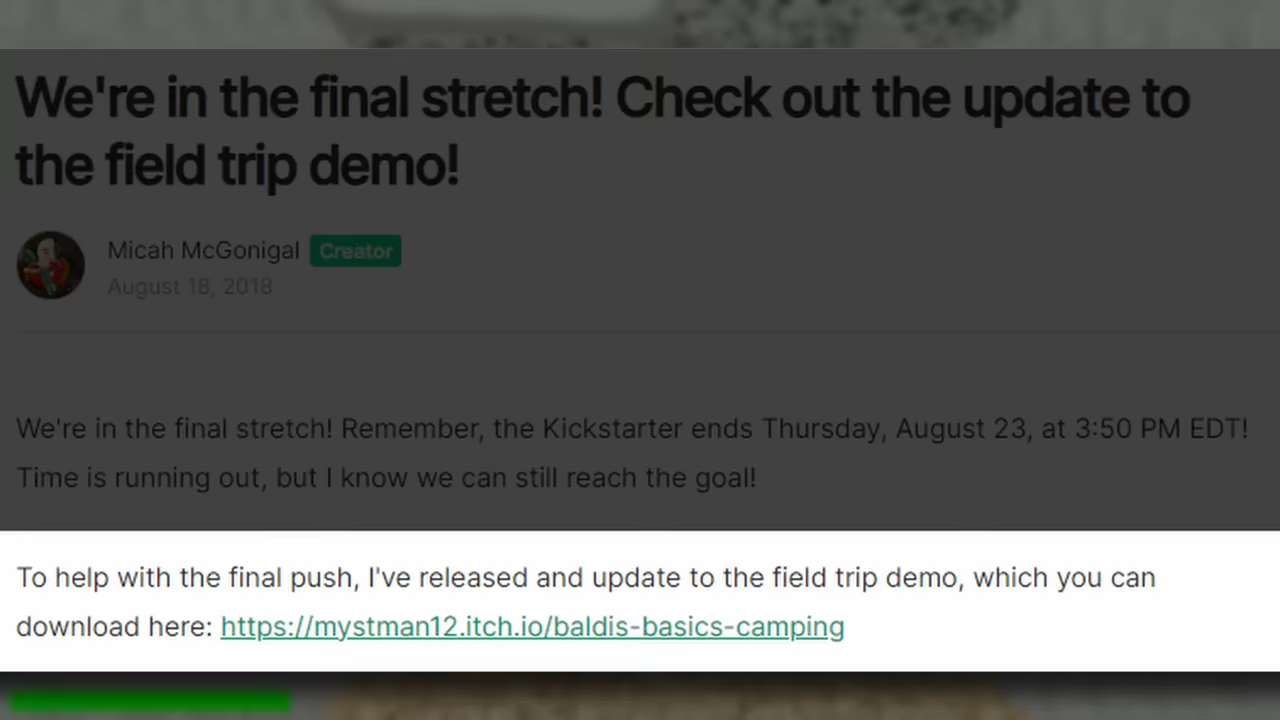 We're in the final stretch! Check out the update to
the field trip demo!
Micah McGonigal Creator
August 18, 2018
We're in the final stretch! Remember, the Kickstarter ends Thursday, August 23, at 3:50 PM EDT!
Time is running out, but I know we can still reach the goal!
To help with the final push, I've released and update to the field trip demo, which you can
download here: https://mystman12.itch.io/baldis-basics-camping